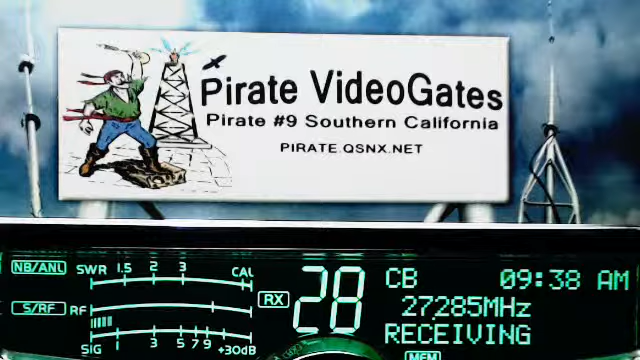 Pirate VideoGates
Pirate #9 Southern California
PIRATE.QSNX.NET
NB/ANL SWR 1.5 2 3 CAL
S/RF RF
SIG 1 3 5 7 9 +30dB
RX 28
CB 09:38 AM
27285MHz
RECEIVING
MEM